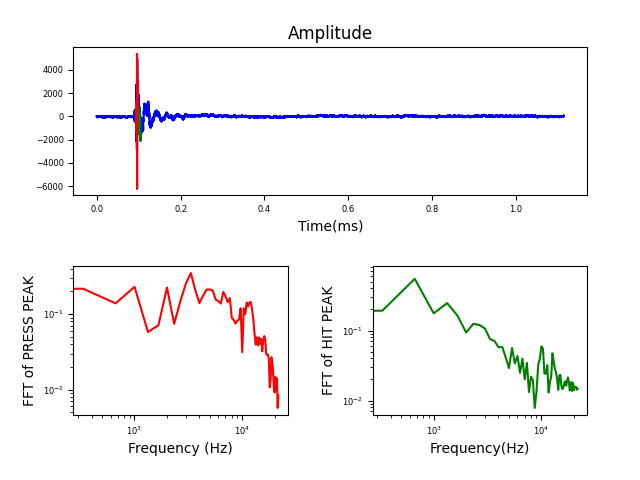 Amplitude
4000
2000
0
−2000
−4000
−6000
0.0 0.2 0.4 0.6 0.8 1.0
Time(ms)
FFT of PRESS PEAK
10⁻¹
10⁻²
10³ 10⁴
Frequency (Hz)
FFT of HIT PEAK
10⁻¹
10⁻²
10³ 10⁴
Frequency(Hz)